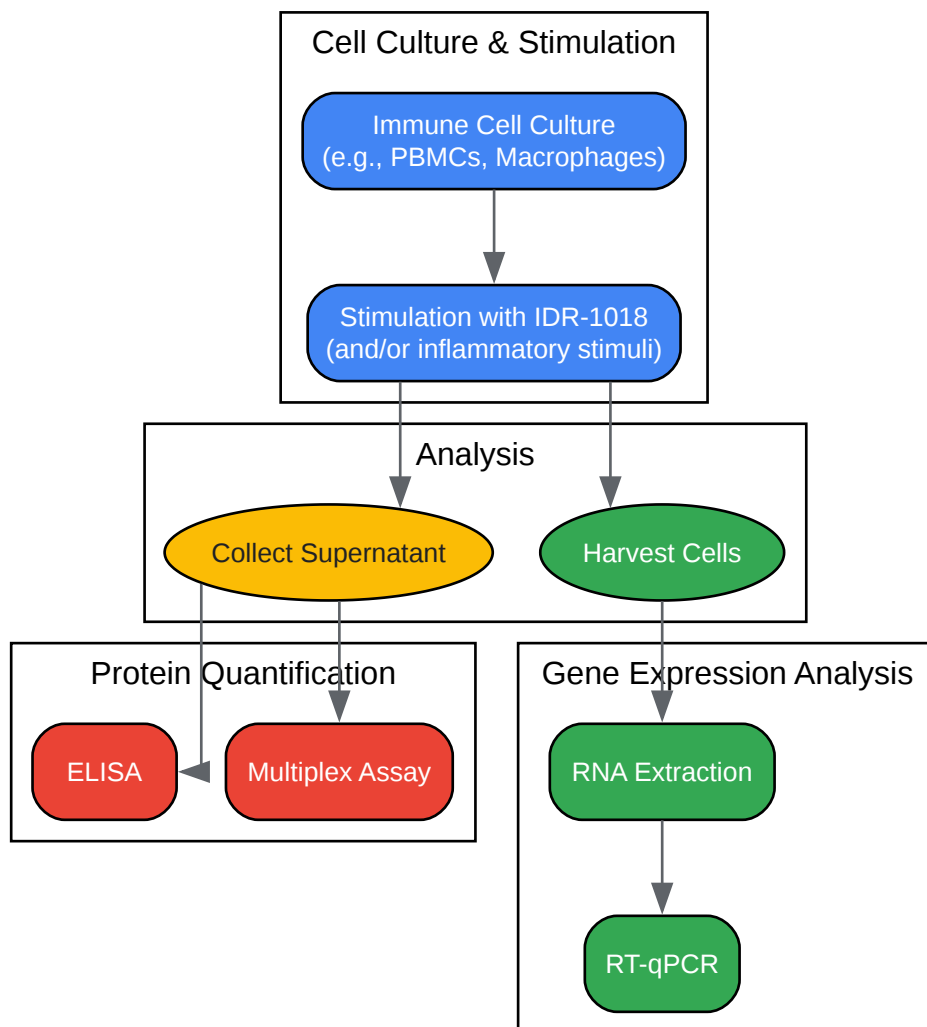 Cell Culture & Stimulation
Immune Cell Culture
(e.g., PBMCs, Macrophages)
Stimulation with IDR-1018
(and/or inflammatory stimuli)
Analysis
Collect Supernatant
Harvest Cells
Protein Quantification
Gene Expression Analysis
ELISA
Multiplex Assay
RNA Extraction
RT-qPCR